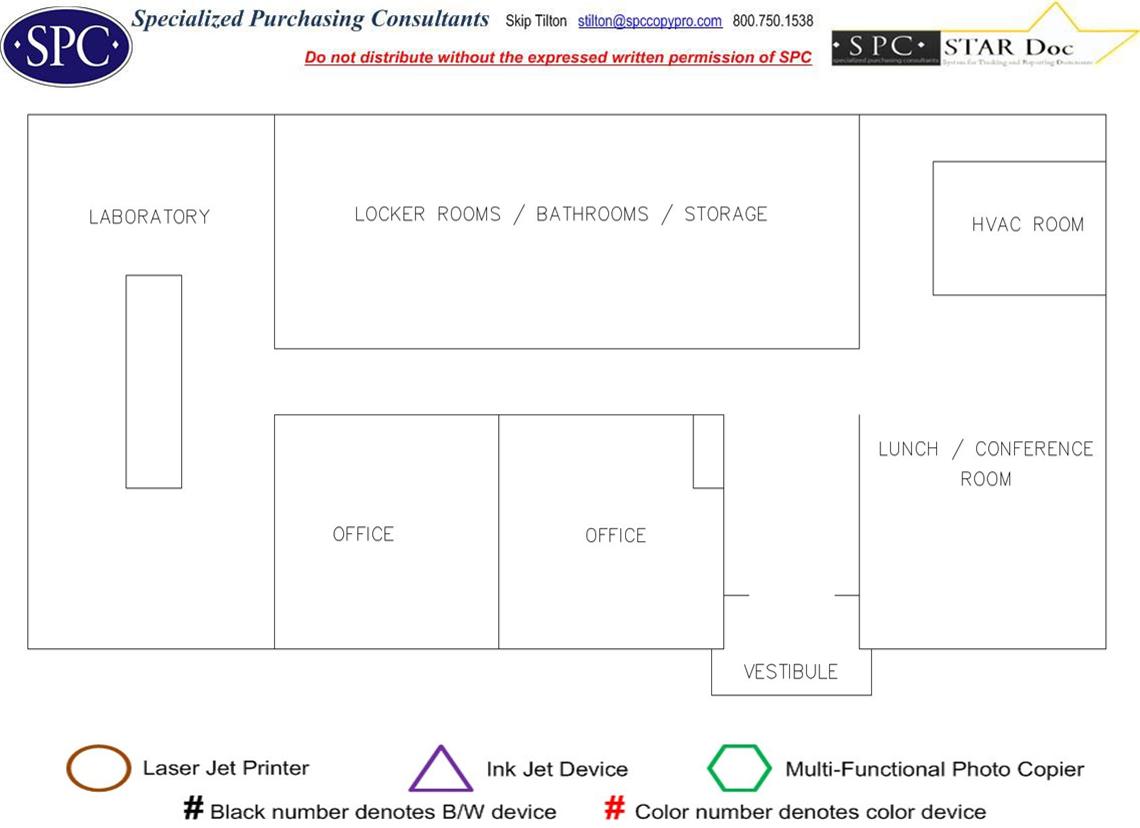 SPC
Specialized Purchasing Consultants Skip Tilton stilton@spccopypro.com 800.750.1538
Do not distribute without the expressed written permission of SPC
SPC STAR Doc
specialized purchasing consultants System for Tracking and Reporting Documents
LABORATORY
LOCKER ROOMS / BATHROOMS / STORAGE
HVAC ROOM
LUNCH / CONFERENCE
ROOM
OFFICE
OFFICE
VESTIBULE
Laser Jet Printer
Ink Jet Device
Multi-Functional Photo Copier
# Black number denotes B/W device
# Color number denotes color device